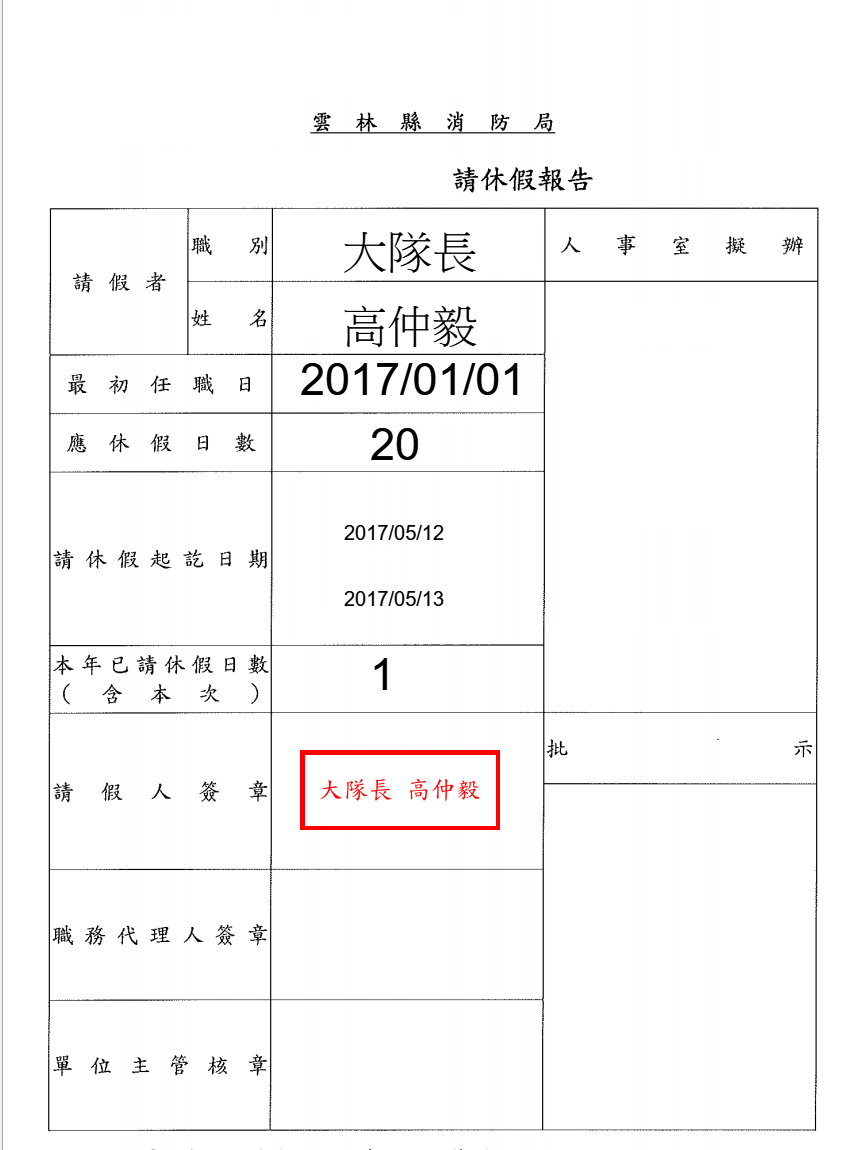 雲林縣消防局
請休假報告
請假者
職別
大隊長
人事室擬辦
姓名
高仲毅
最初任職日
2017/01/01
應休假日數
20
請休假起訖日期
2017/05/12
2017/05/13
本年已請休假日數
（含本次）
1
請假人簽章
大隊長 高仲毅
批示
職務代理人簽章
單位主管核章